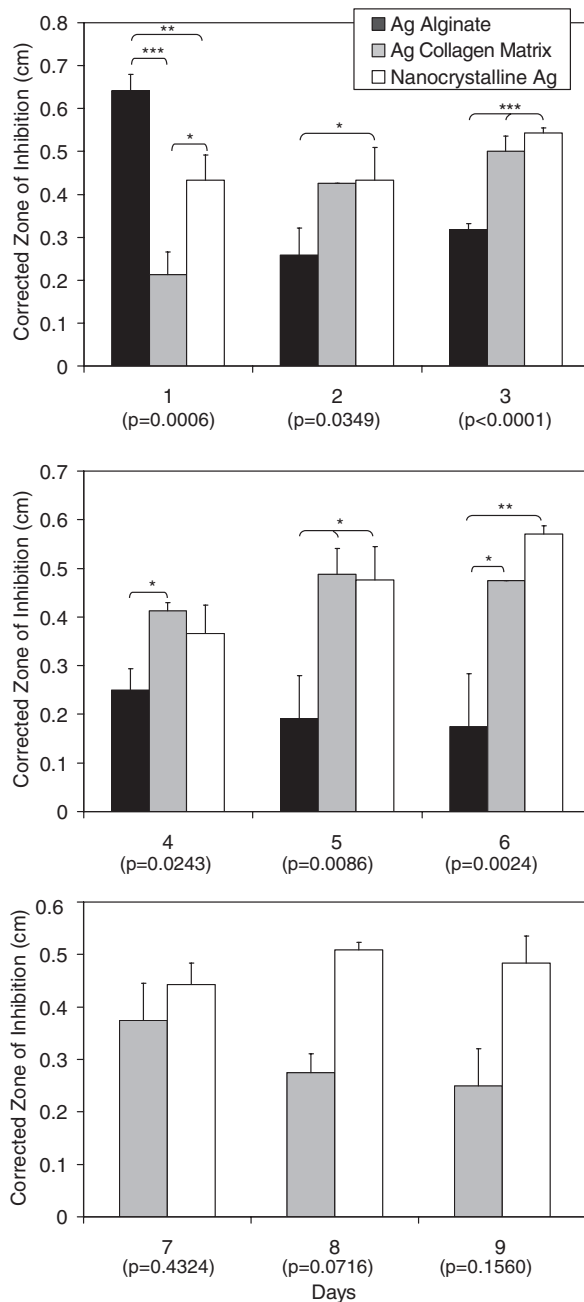 Ag Alginate
Ag Collagen Matrix
Nanocrystalline Ag
Corrected Zone of Inhibition (cm)
0.8
0.7
0.6
0.5
0.4
0.3
0.2
0.1
0
**
***
*
*
***
1
2
3
(p=0.0006)
(p=0.0349)
(p<0.0001)
Corrected Zone of Inhibition (cm)
0.7
0.6
0.5
0.4
0.3
0.2
0.1
0
*
*
**
*
4
5
6
(p=0.0243)
(p=0.0086)
(p=0.0024)
Corrected Zone of Inhibition (cm)
0.6
0.5
0.4
0.3
0.2
0.1
0
7
8
9
(p=0.4324)
(p=0.0716)
(p=0.1560)
Days